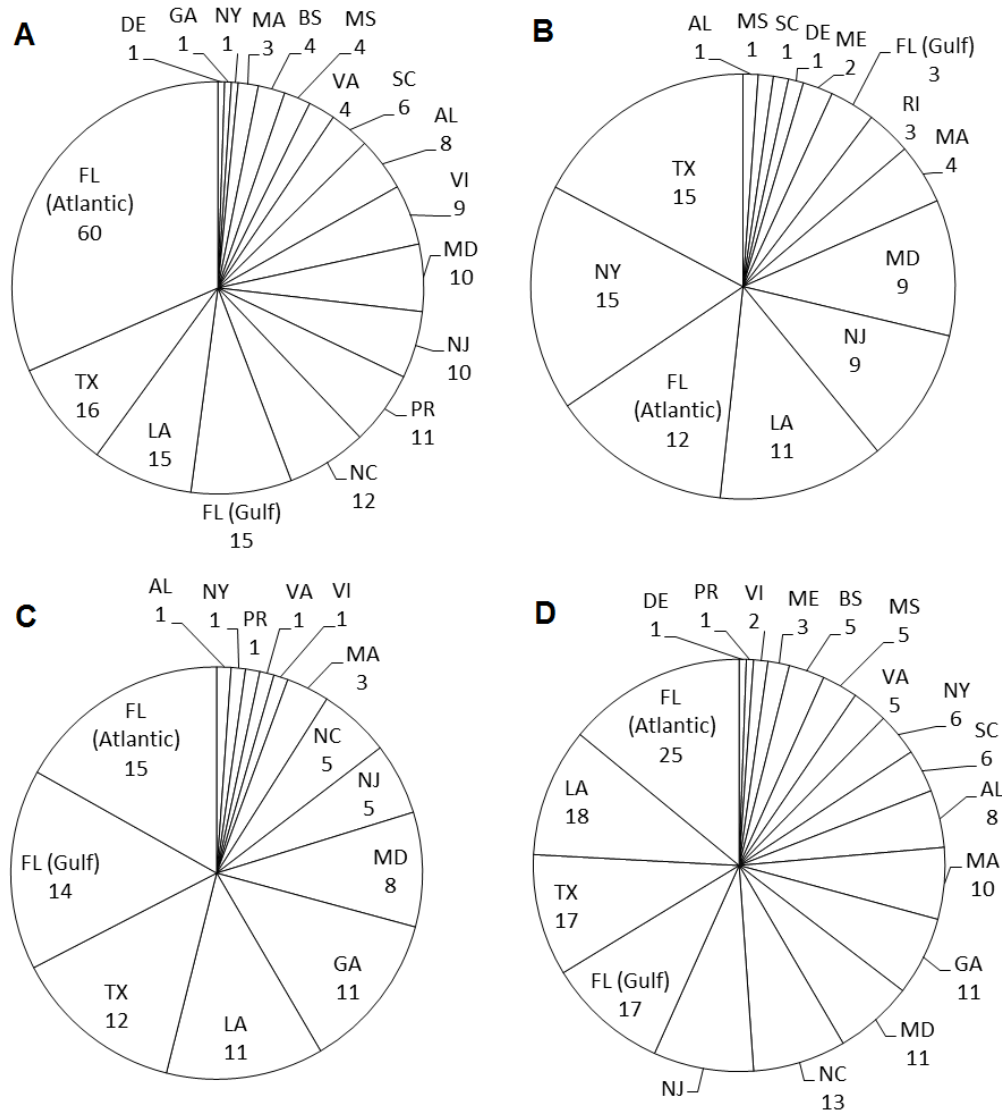 A
DE
1
GA
1
NY
1
MA
3
BS
4
MS
4
VA
4
SC
6
AL
8
VI
9
MD
10
NJ
10
PR
11
NC
12
FL (Gulf)
15
LA
15
TX
16
FL
(Atlantic)
60
B
AL
1
MS
1
SC
1
DE
1
ME
2
FL (Gulf)
3
RI
3
MA
4
MD
9
NJ
9
LA
11
FL
(Atlantic)
12
NY
15
TX
15
C
AL
1
NY
1
PR
1
VA
1
VI
1
MA
3
NC
5
NJ
5
MD
8
GA
11
LA
11
TX
12
FL (Gulf)
14
FL
(Atlantic)
15
D
DE
1
PR
1
VI
2
ME
3
BS
5
MS
5
VA
5
NY
6
SC
6
AL
8
MA
10
GA
11
MD
11
NC
13
NJ
FL (Gulf)
17
TX
17
LA
18
FL
(Atlantic)
25